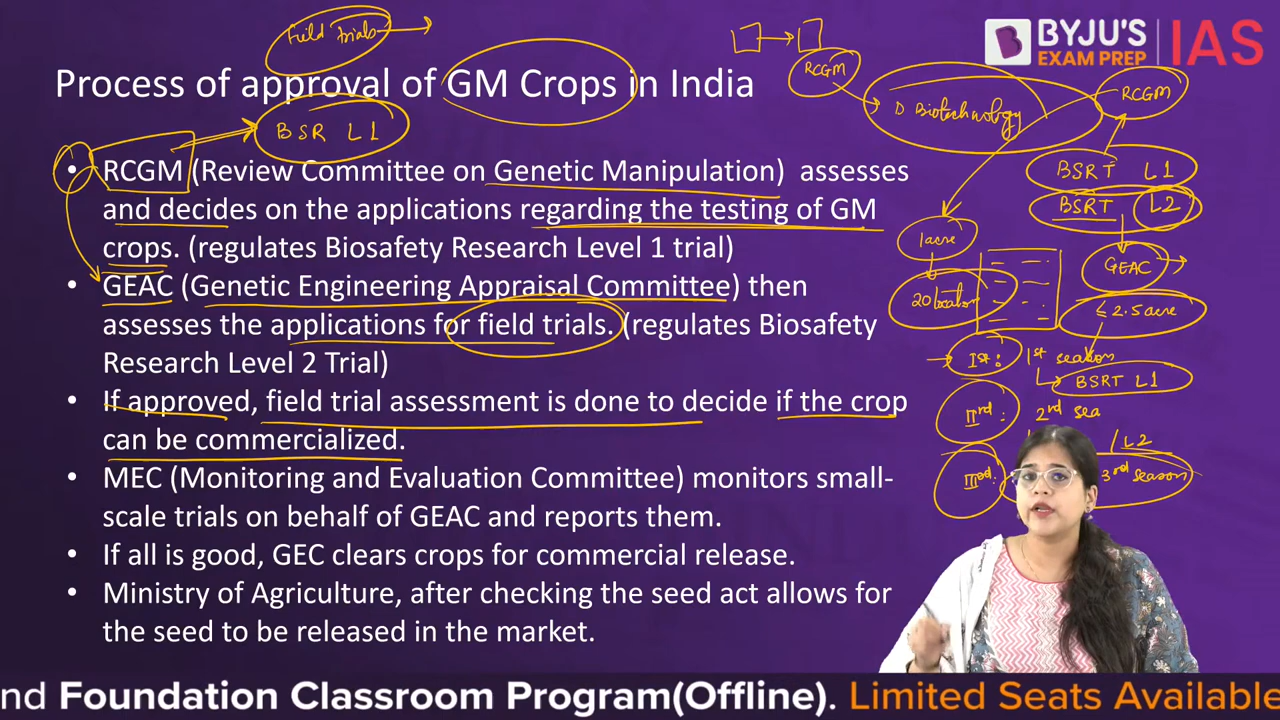 Field trials
BYJU'S
EXAM PREP
IAS
RCGM
Process of approval of GM Crops in India
D Biotechnology
RCGM
BSR L1
BSRT L1
BSRT L2
• RCGM (Review Committee on Genetic Manipulation) assesses
and decides on the applications regarding the testing of GM
crops. (regulates Biosafety Research Level 1 trial)
1acre
GEAC
• GEAC (Genetic Engineering Appraisal Committee) then
assesses the applications for field trials. (regulates Biosafety
Research Level 2 Trial)
20 location
≤ 2.5 acre
Ist: 1st season
BSRT L1
• If approved, field trial assessment is done to decide if the crop
can be commercialized.
IInd: 2nd sea
/L2
IIIrd: 3rd season
• MEC (Monitoring and Evaluation Committee) monitors small-
scale trials on behalf of GEAC and reports them.
• If all is good, GEC clears crops for commercial release.
• Ministry of Agriculture, after checking the seed act allows for
the seed to be released in the market.
nd Foundation Classroom Program(Offline). Limited Seats Available